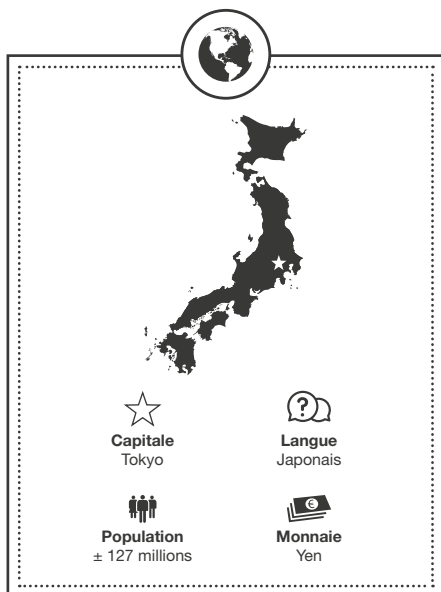 Capitale
Tokyo
Langue
Japonais
Population
± 127 millions
Monnaie
Yen